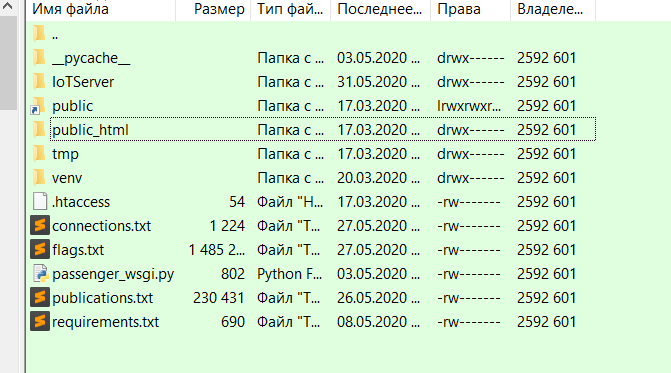 Имя файла Размер Тип фай... Последнее... Права Владеле...
..
__pycache__ Папка с ... 03.05.2020 ... drwx------ 2592 601
IoTServer Папка с ... 31.05.2020 ... drwx------ 2592 601
public Папка с ... 17.03.2020 ... lrwxrwxr... 2592 601
public_html Папка с ... 17.03.2020 ... drwx------ 2592 601
tmp Папка с ... 17.03.2020 ... drwx------ 2592 601
venv Папка с ... 20.03.2020 ... drwx------ 2592 601
.htaccess 54 Файл "H... 17.03.2020 ... -rw------- 2592 601
connections.txt 1 224 Файл "T... 27.05.2020 ... -rw------- 2592 601
flags.txt 1 485 2... Файл "T... 27.05.2020 ... -rw------- 2592 601
passenger_wsgi.py 802 Python F... 03.05.2020 ... -rw------- 2592 601
publications.txt 230 431 Файл "T... 26.05.2020 ... -rw------- 2592 601
requirements.txt 690 Файл "T... 08.05.2020 ... -rw------- 2592 601